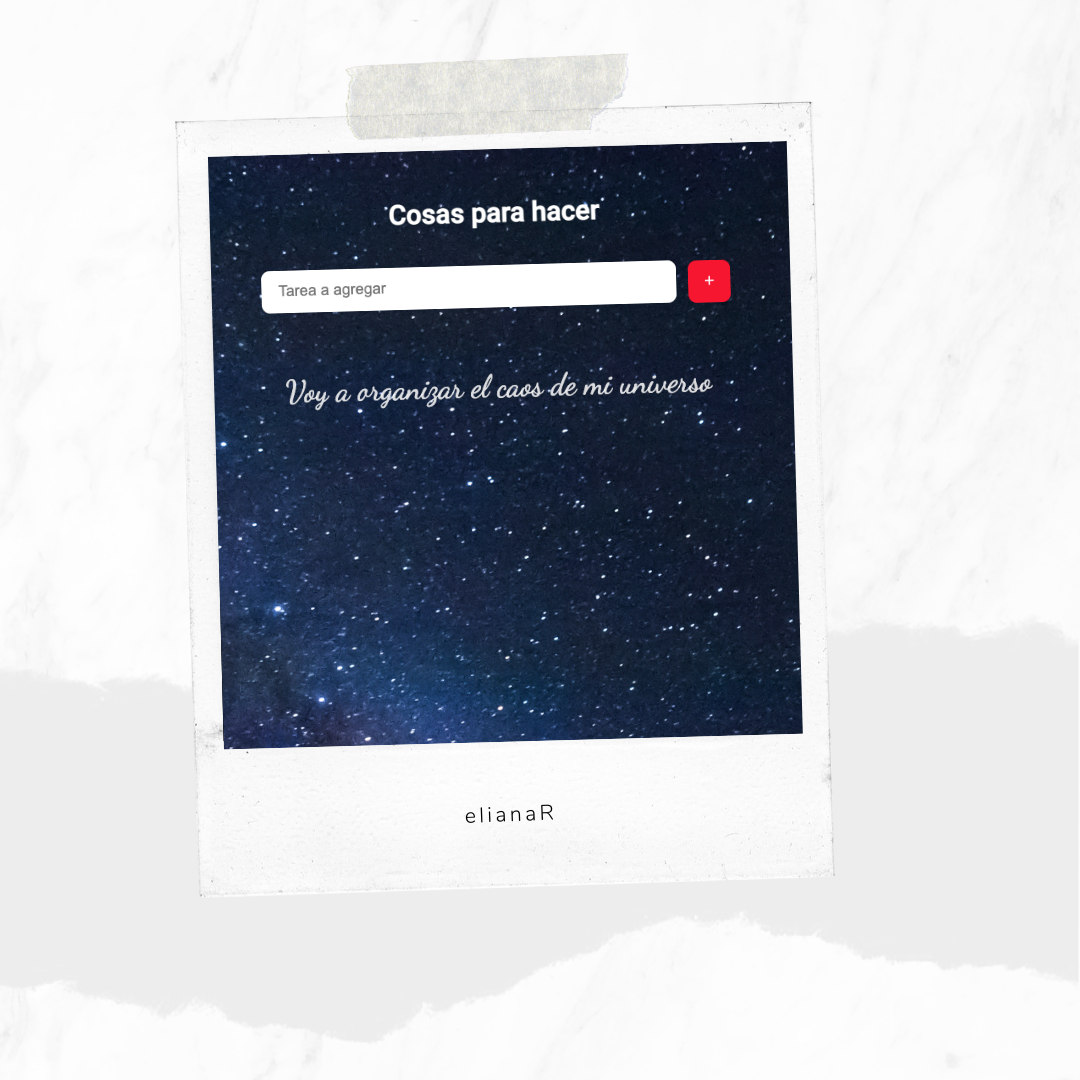 Cosas para hacer
Tarea a agregar
+
Voy a organizar el caos de mi universo
elianaR